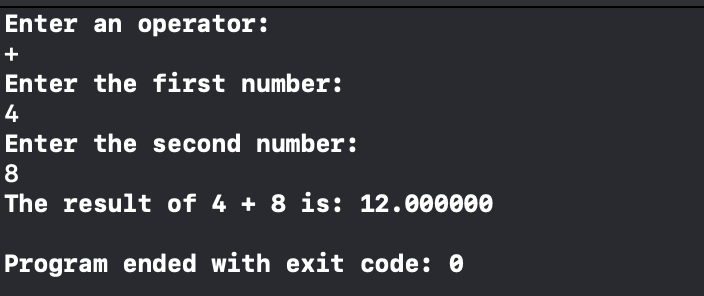 Enter an operator:
+
Enter the first number:
4
Enter the second number:
8
The result of 4 + 8 is: 12.000000
Program ended with exit code: 0